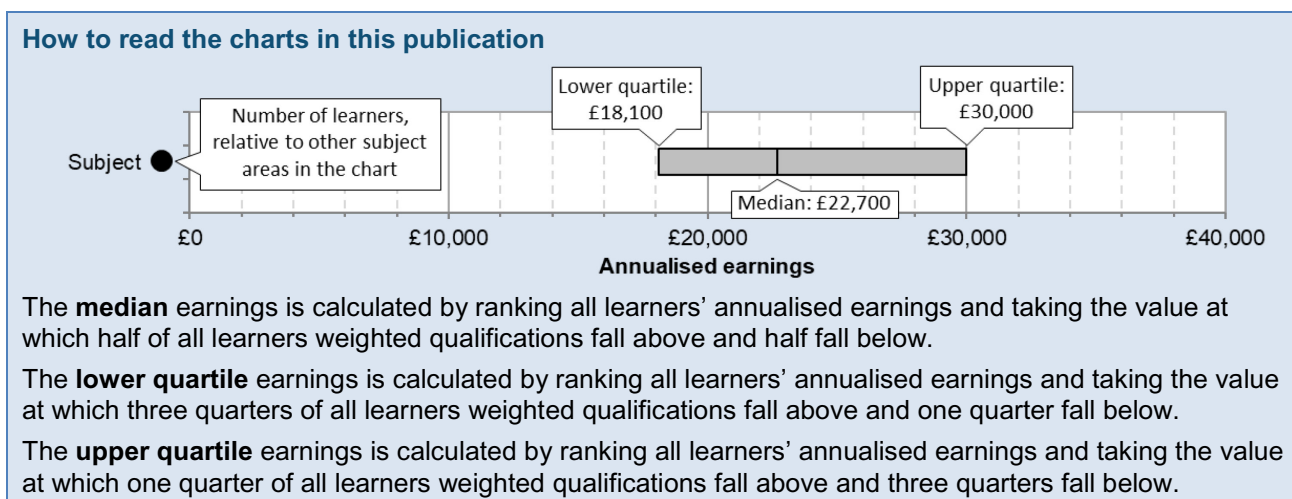 How to read the charts in this publication
Lower quartile:
£18,100
Upper quartile:
£30,000
Number of learners,
relative to other subject
areas in the chart
Subject
Median: £22,700
£0
£10,000
£20,000
£30,000
£40,000
Annualised earnings
The median earnings is calculated by ranking all learners’ annualised earnings and taking the value at
which half of all learners weighted qualifications fall above and half fall below.
The lower quartile earnings is calculated by ranking all learners’ annualised earnings and taking the value
at which three quarters of all learners weighted qualifications fall above and one quarter fall below.
The upper quartile earnings is calculated by ranking all learners’ annualised earnings and taking the value
at which one quarter of all learners weighted qualifications fall above and three quarters fall below.